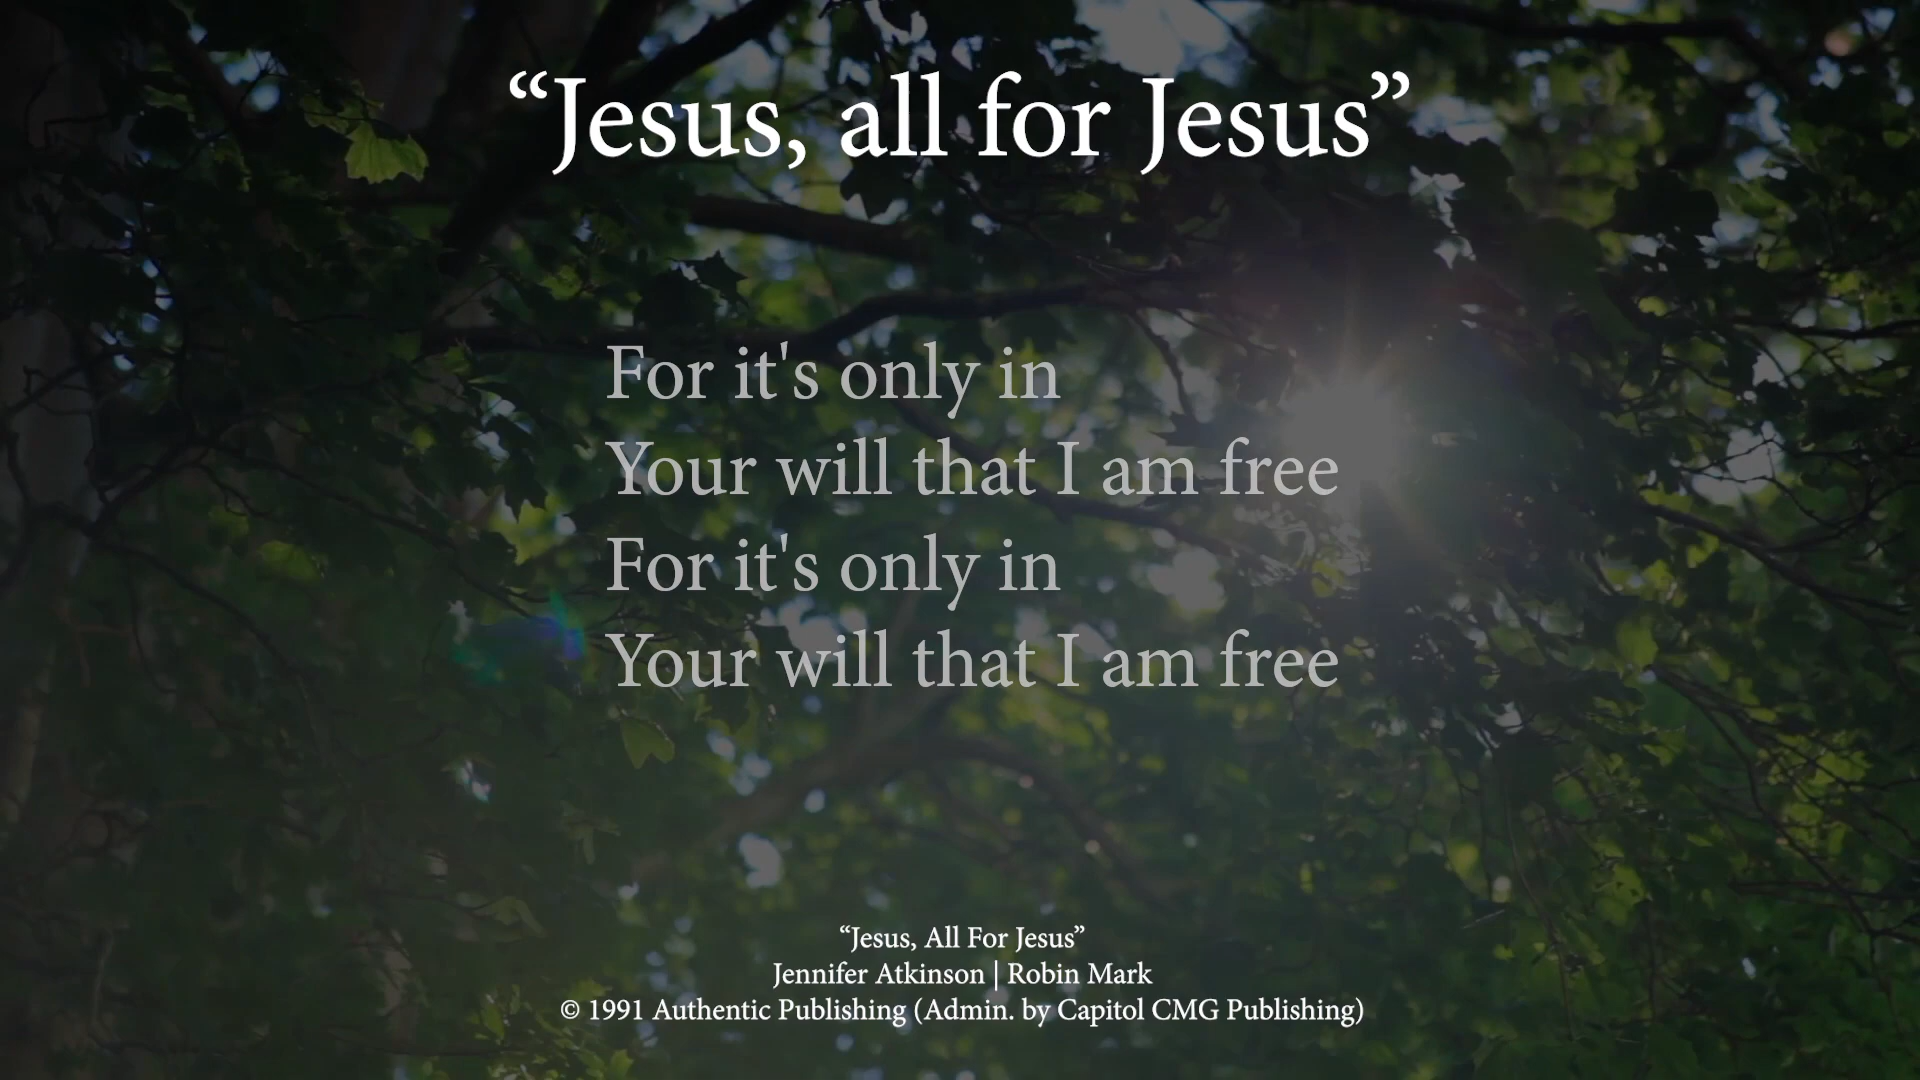 “Jesus, all for Jesus”
For it's only in
Your will that I am free
For it's only in
Your will that I am free
“Jesus, All For Jesus”
Jennifer Atkinson | Robin Mark
© 1991 Authentic Publishing (Admin. by Capitol CMG Publishing)